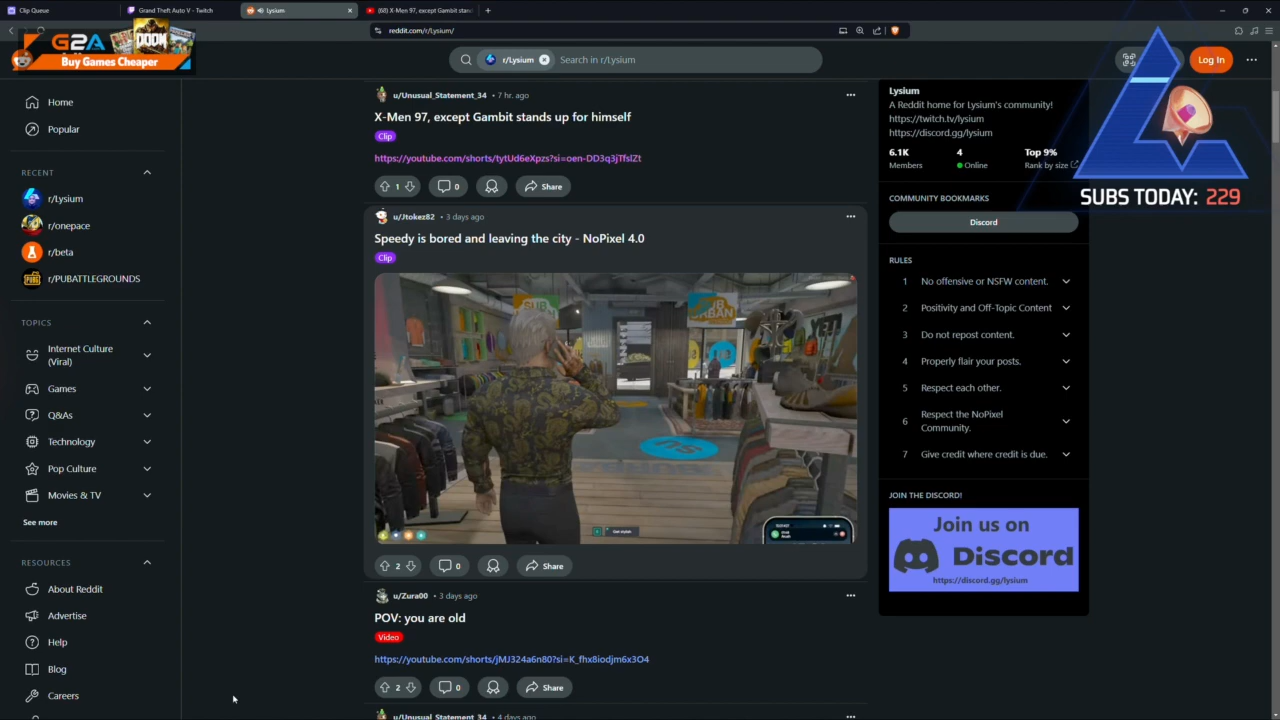 Clip Queue
Grand Theft Auto V - Twitch
Lysium
(68) X-Men 97, except Gambit stan
reddit.com/r/Lysium/
G2A
Buy Games Cheaper
DOOM
r/Lysium
Search in r/Lysium
Log In
Home
Popular
RECENT
r/Lysium
r/onepace
r/beta
r/PUBATTLEGROUNDS
TOPICS
Internet Culture
(Viral)
Games
Q&As
Technology
Pop Culture
Movies & TV
See more
RESOURCES
About Reddit
Advertise
Help
Blog
Careers
u/Unusual_Statement_34 • 7 hr. ago
X-Men 97, except Gambit stands up for himself
Clip
https://youtube.com/shorts/tytUd6eXpzs?si=oen-DD3q3jTfslZt
1
0
Share
u/Jtokez82 • 3 days ago
Speedy is bored and leaving the city - NoPixel 4.0
Clip
SUB
URBAN
2
0
Share
u/Zura00 • 3 days ago
POV: you are old
Video
https://youtube.com/shorts/jMJ324a6n80?si=K_fhx8iodjm6x3O4
2
0
Share
u/Unusual_Statement_34 • 4 days ago
Lysium
A Reddit home for Lysium's community!
https://twitch.tv/lysium
https://discord.gg/lysium
6.1K
4
Top 9%
Members
Online
Rank by size
COMMUNITY BOOKMARKS
Discord
RULES
1 No offensive or NSFW content.
2 Positivity and Off-Topic Content
3 Do not repost content.
4 Properly flair your posts.
5 Respect each other.
6 Respect the NoPixel
Community.
7 Give credit where credit is due.
JOIN THE DISCORD!
Join us on
Discord
https://discord.gg/lysium
SUBS TODAY: 229